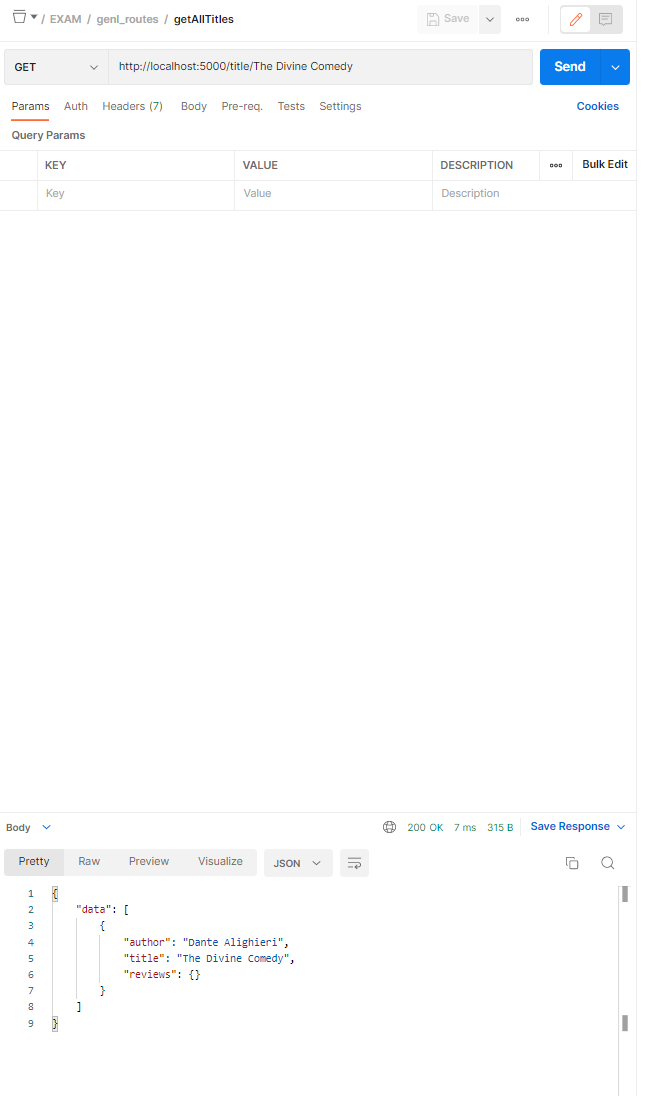 / EXAM / genl_routes / getAllTitles Save
GET http://localhost:5000/title/The Divine Comedy Send
Params Auth Headers (7) Body Pre-req. Tests Settings Cookies
Query Params
KEY VALUE DESCRIPTION Bulk Edit
Key Value Description
Body 200 OK 7 ms 315 B Save Response
Pretty Raw Preview Visualize JSON
1 {
2 "data": [
3 {
4 "author": "Dante Alighieri",
5 "title": "The Divine Comedy",
6 "reviews": {}
7 }
8 ]
9 }